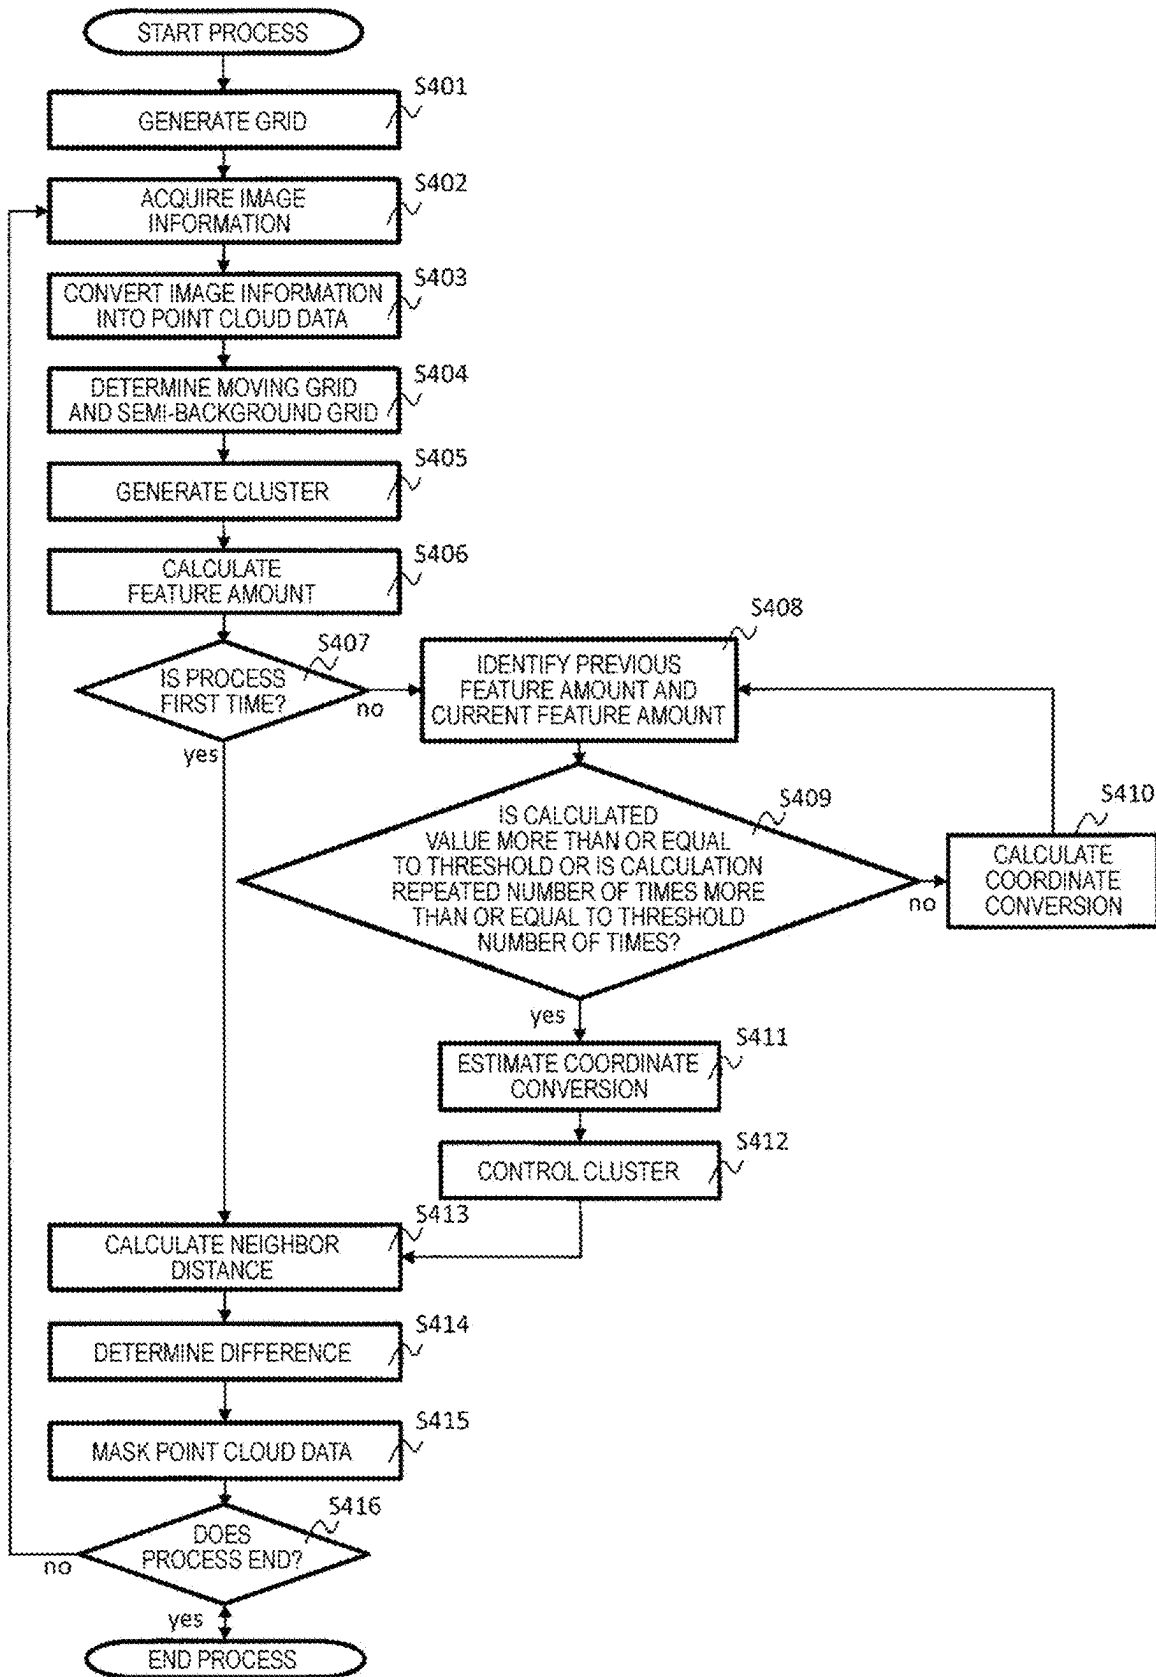 START PROCESS
S401
GENERATE GRID
S402
ACQUIRE IMAGE
INFORMATION
S403
CONVERT IMAGE INFORMATION
INTO POINT CLOUD DATA
S404
DETERMINE MOVING GRID
AND SEMI-BACKGROUND GRID
S405
GENERATE CLUSTER
S406
CALCULATE
FEATURE AMOUNT
S407
IS PROCESS
FIRST TIME?
no
yes
S408
IDENTIFY PREVIOUS
FEATURE AMOUNT AND
CURRENT FEATURE AMOUNT
S409
IS CALCULATED
VALUE MORE THAN OR EQUAL
TO THRESHOLD OR IS CALCULATION
REPEATED NUMBER OF TIMES MORE
THAN OR EQUAL TO THRESHOLD
NUMBER OF TIMES?
no
yes
S410
CALCULATE
COORDINATE
CONVERSION
S411
ESTIMATE COORDINATE
CONVERSION
S412
CONTROL CLUSTER
S413
CALCULATE NEIGHBOR
DISTANCE
S414
DETERMINE DIFFERENCE
S415
MASK POINT CLOUD DATA
S416
DOES
PROCESS END?
no
yes
END PROCESS